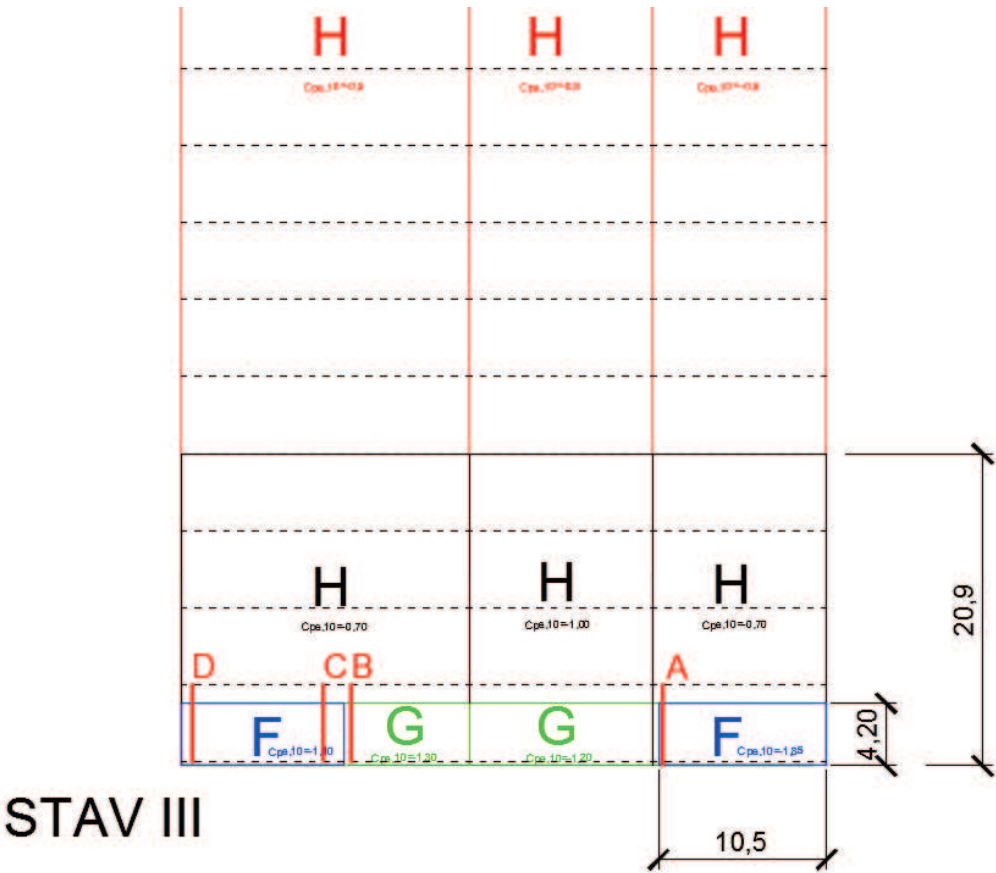 H H H
H H H
Cpe,10=-0,70 Cpe,10=-1,00 Cpe,10=-0,70
20,9
D C B A
F G G F
Cpe,10=-1,30 Cpe,10=-1,20
4,20
STAV III
10,5